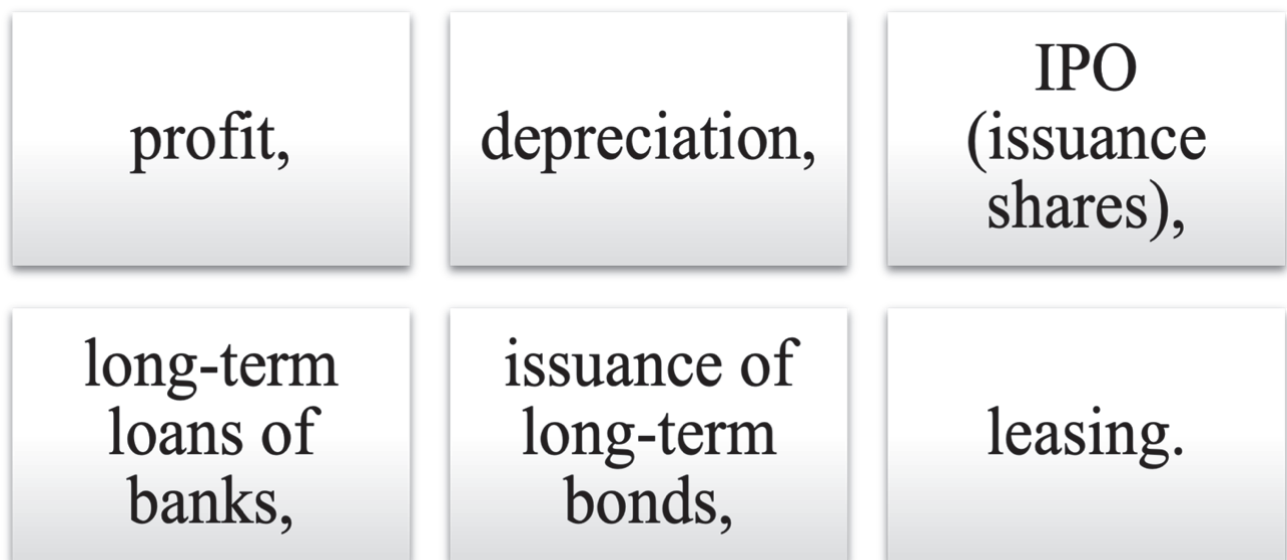 profit,
depreciation,
IPO
(issuance
shares),
long-term
loans of
banks,
issuance of
long-term
bonds,
leasing.